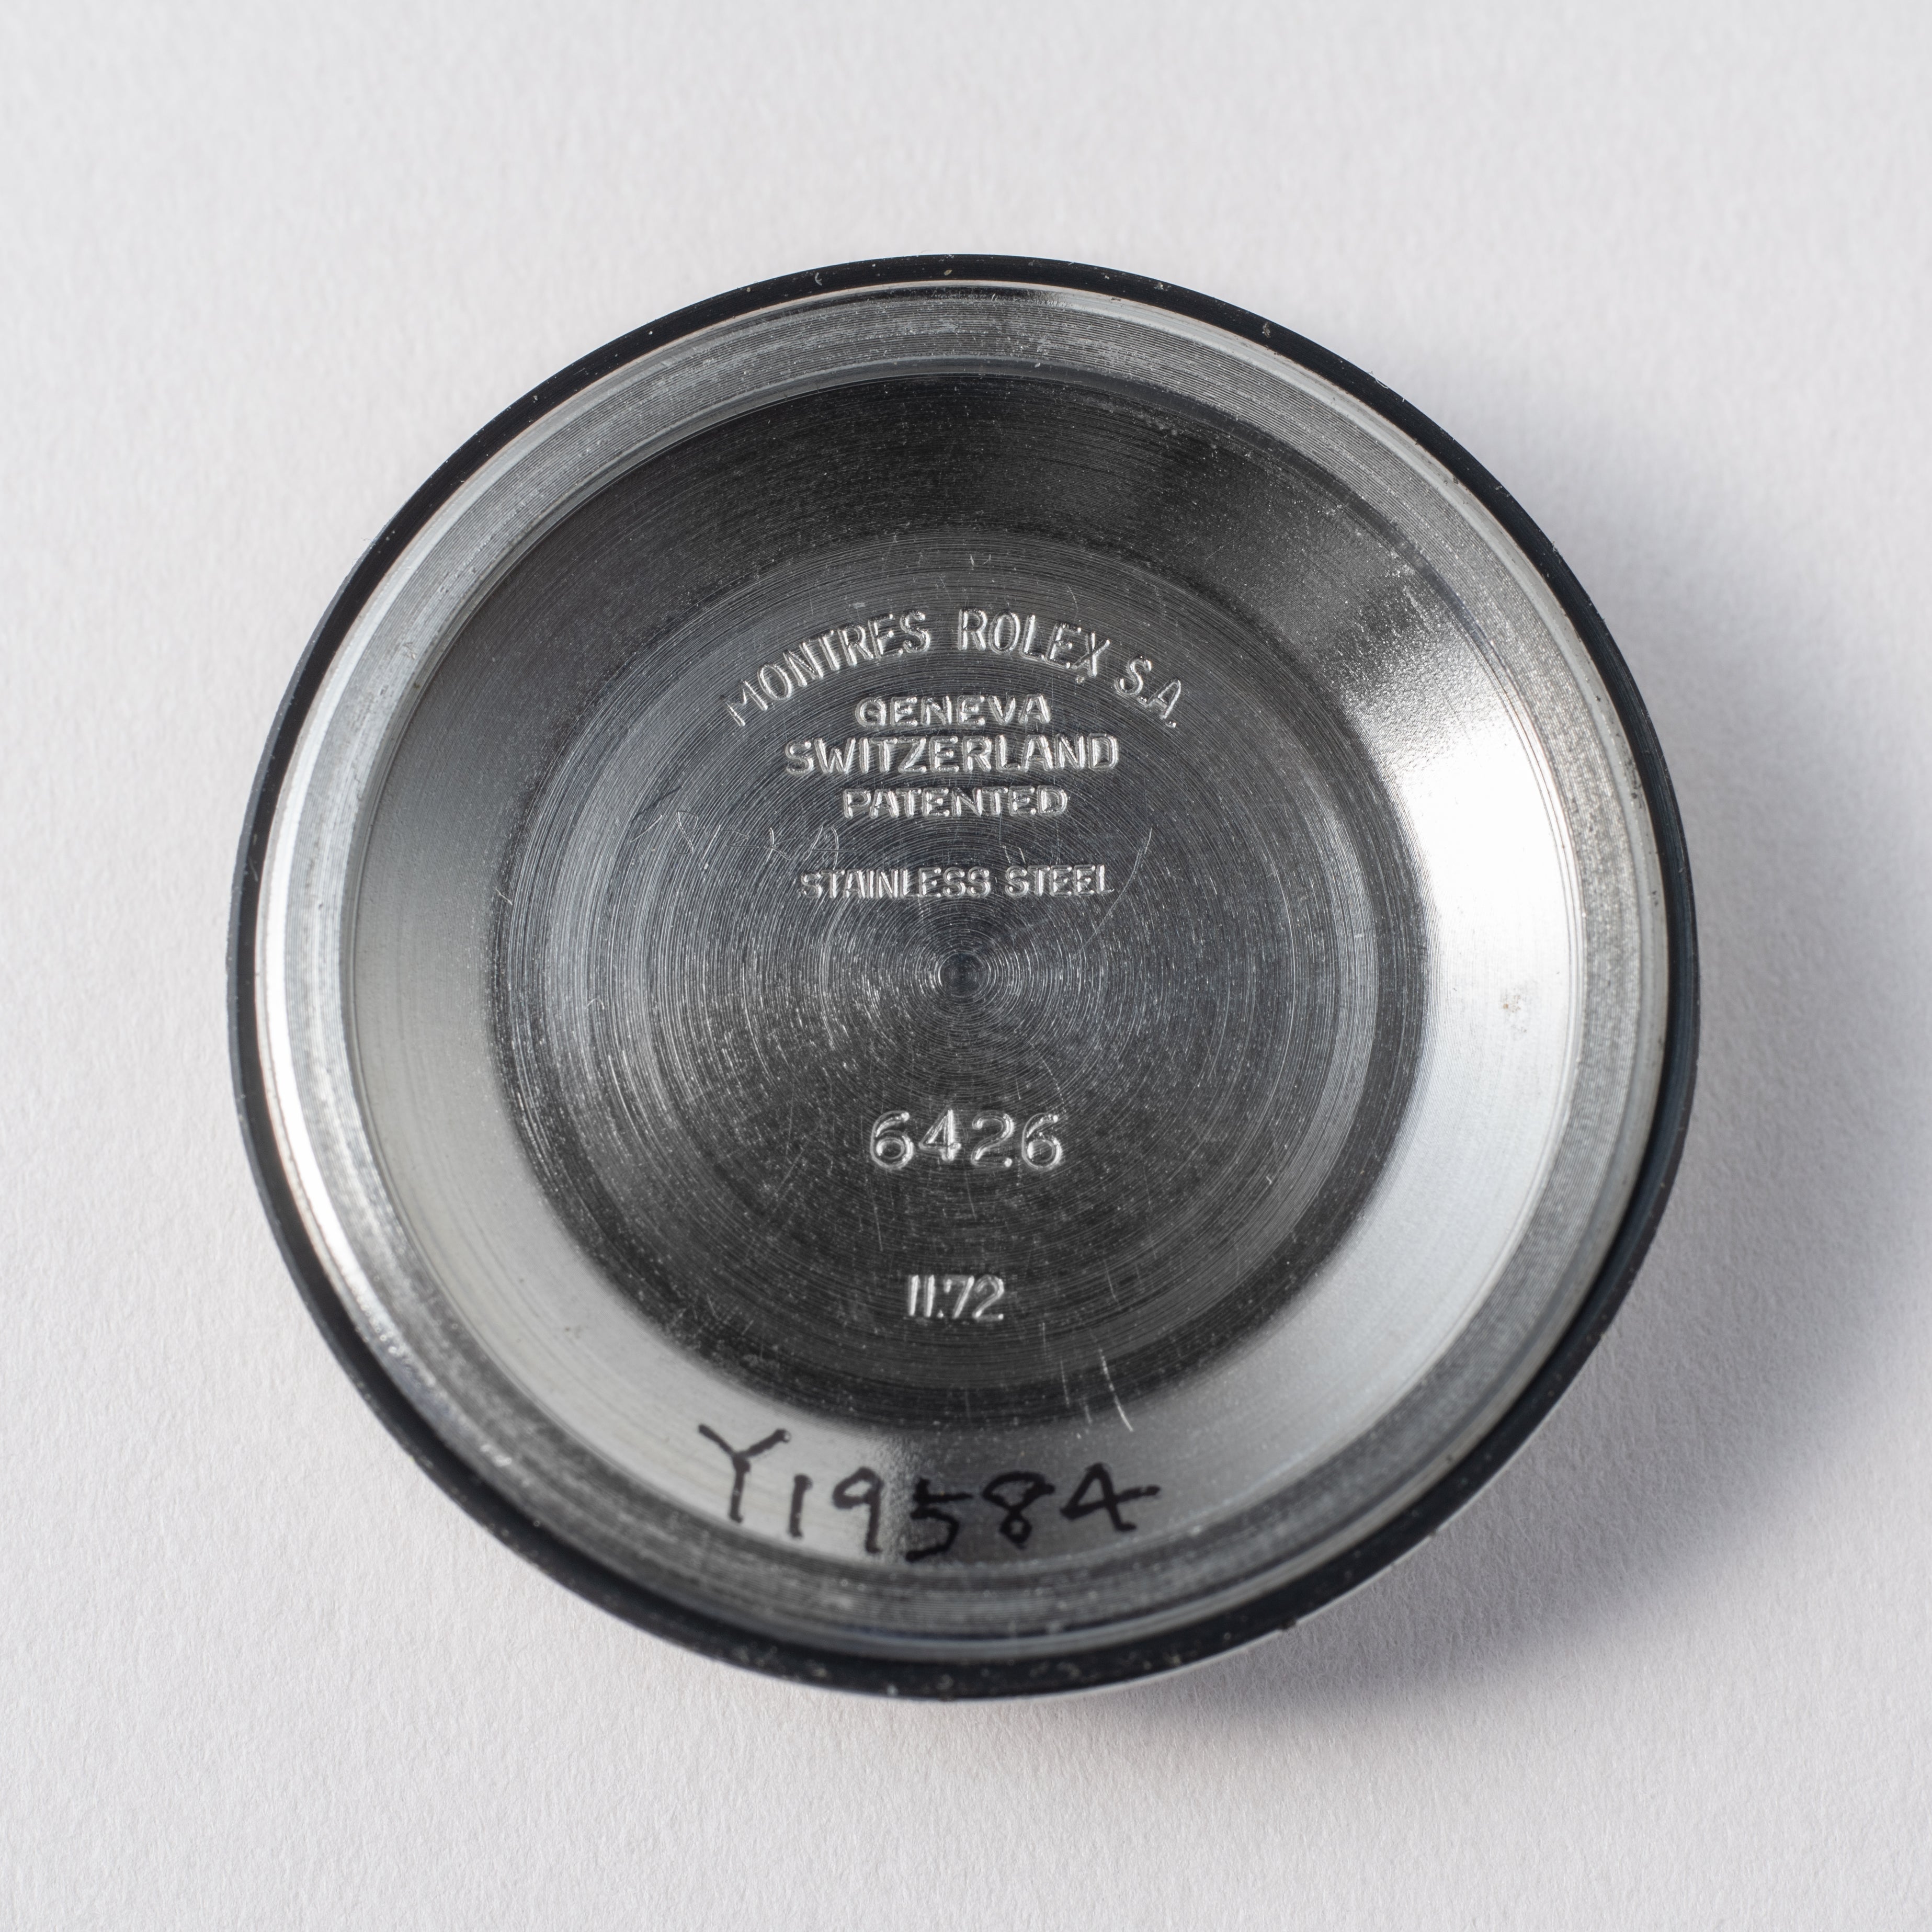 MONTRES ROLEX S.A.
GENEVA
SWITZERLAND
PATENTED
STAINLESS STEEL
6426
II.72
Y19584